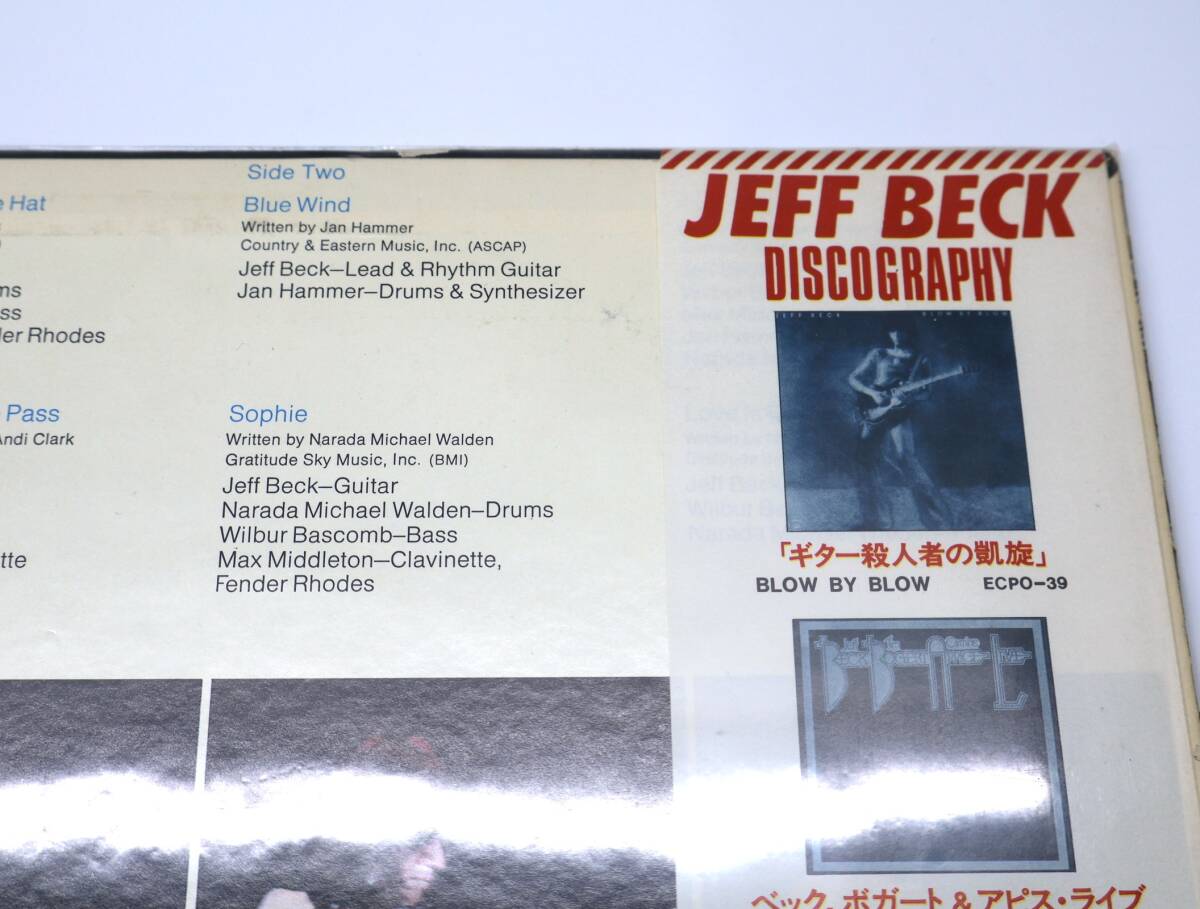 e Hat
ms
ss
er Rhodes
Pass
Andi Clark
tte
Side Two
Blue Wind
Written by Jan Hammer
Country & Eastern Music, Inc. (ASCAP)
Jeff Beck—Lead & Rhythm Guitar
Jan Hammer—Drums & Synthesizer
Sophie
Written by Narada Michael Walden
Gratitude Sky Music, Inc. (BMI)
Jeff Beck—Guitar
Narada Michael Walden—Drums
Wilbur Bascomb—Bass
Max Middleton—Clavinette,
Fender Rhodes
JEFF BECK
DISCOGRAPHY
JEFF BECK BLOW BY BLOW
「ギター殺人者の凱旋」
BLOW BY BLOW ECPO-39
ベック, ボガート&アピス・ライブ